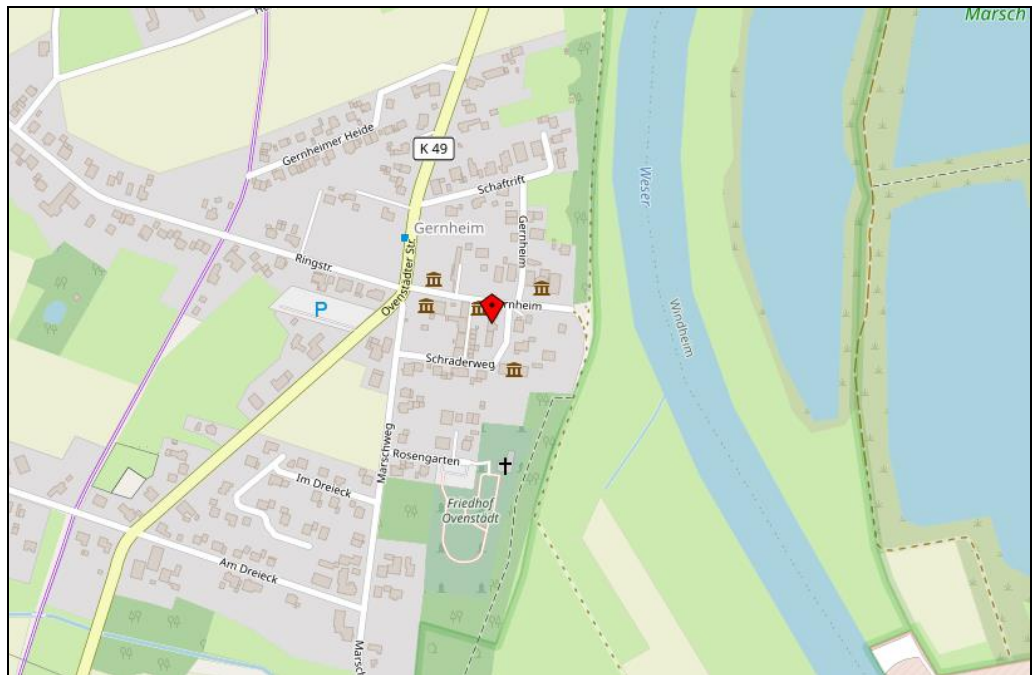 Marsch
K 49
Gernheimer Heide
Schaftrift
Weser
Gernheim
Gernheim
Ringstr.
Ovenstädter Str.
P
Windheim
Schraderweg
Marschweg
Rosengarten
Im Dreieck
Friedhof
Ovenstädt
Am Dreieck